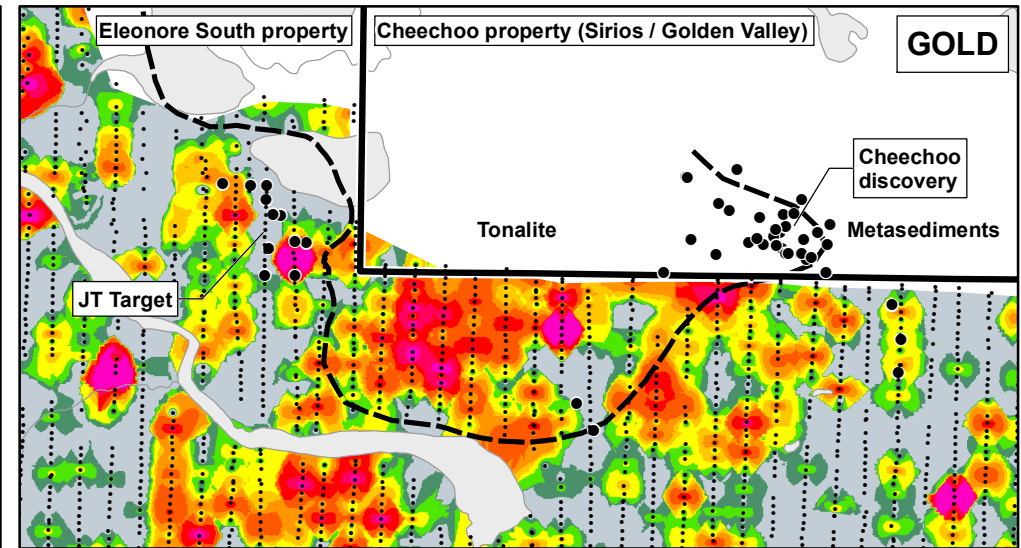 Eleonore South property
Cheechoo property (Sirios / Golden Valley)
GOLD
Cheechoo
discovery
Tonalite
Metasediments
JT Target